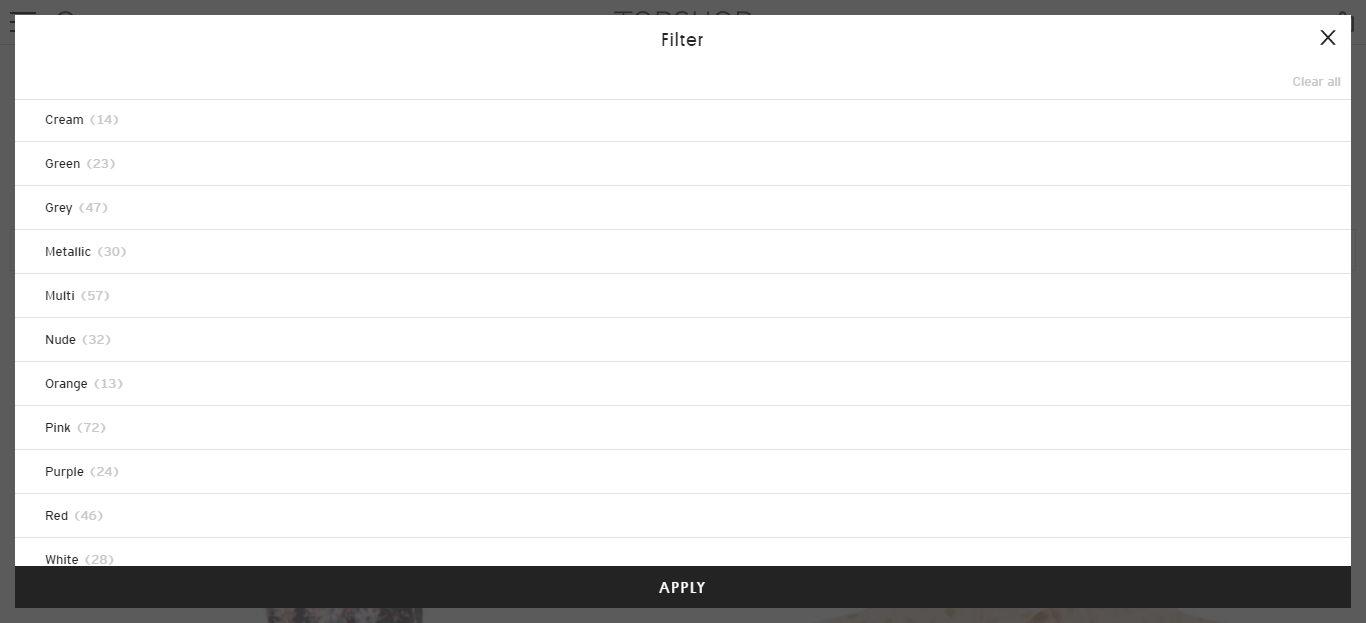 TOPSHOP
Filter
Clear all
Cream (14)
Green (23)
Grey (47)
Metallic (30)
Multi (57)
Nude (32)
Orange (13)
Pink (72)
Purple (24)
Red (46)
White (28)
APPLY